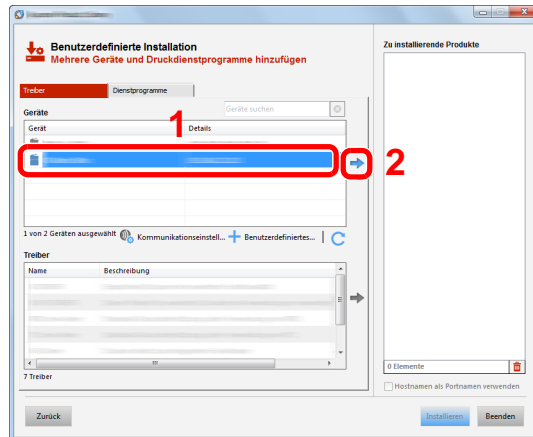 Benutzerdefinierte Installation
Mehrere Geräte und Druckdienstprogramme hinzufügen
Zu installierende Produkte
Treiber
Dienstprogramme
Geräte
Geräte suchen
1
Gerät
Details
2
1 von 2 Geräten ausgewählt
Kommunikationseinstell...
Benutzerdefiniertes...
Treiber
Name
Beschreibung
7 Treiber
0 Elemente
Hostnamen als Portnamen verwenden
Zurück
Installieren
Beenden